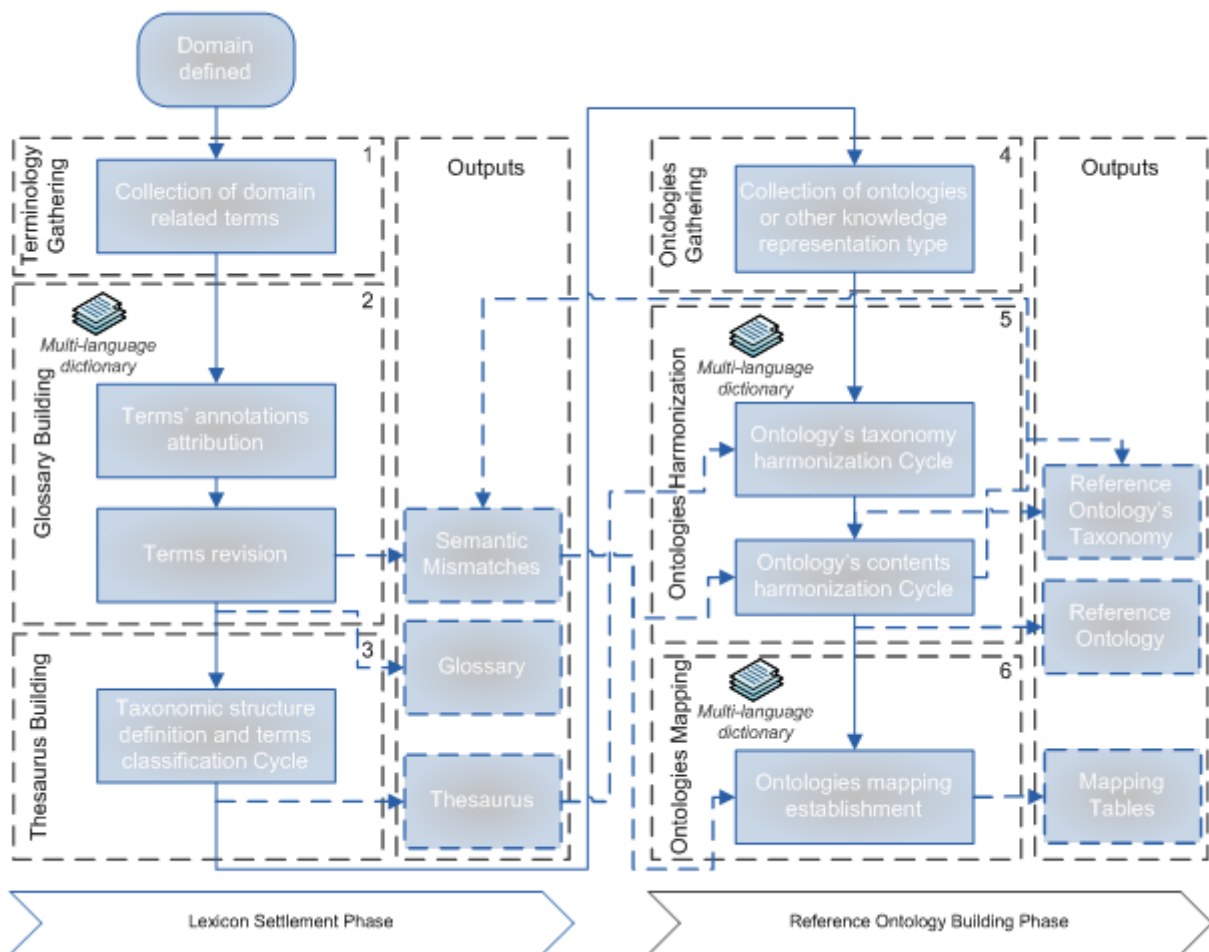 Domain
defined
Terminology
Gathering
1
Collection of domain
related terms
Outputs
Glossary Building
2
Multi-language
dictionary
Terms' annotations
attribution
Terms revision
Semantic
Mismatches
Glossary
Thesaurus Building
3
Taxonomic structure
definition and terms
classification Cycle
Thesaurus
Lexicon Settlement Phase
Ontologies
Gathering
4
Collection of ontologies
or other knowledge
representation type
Outputs
Ontologies Harmonization
5
Multi-language
dictionary
Ontology's taxonomy
harmonization Cycle
Reference
Ontology's
Taxonomy
Ontology's contents
harmonization Cycle
Reference
Ontology
Ontologies Mapping
6
Multi-language
dictionary
Ontologies mapping
establishment
Mapping
Tables
Reference Ontology Building Phase